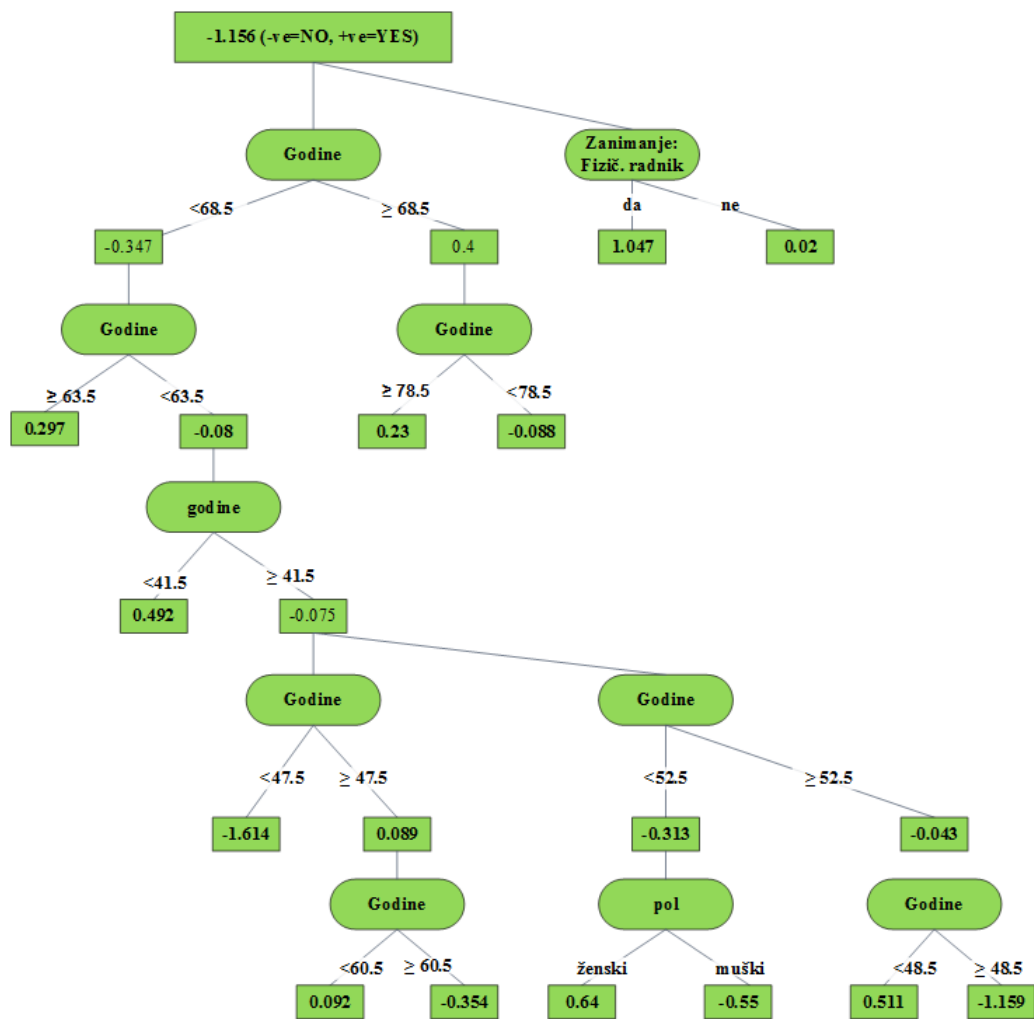 -1.156 (-ve=NO, +ve=YES)
Godine
Zanimanje:
Fizič. radnik
<68.5
≥ 68.5
da
ne
-0.347
0.4
1.047
0.02
Godine
Godine
≥ 63.5
<63.5
≥ 78.5
<78.5
0.297
-0.08
0.23
-0.088
godine
<41.5
≥ 41.5
0.492
-0.075
Godine
Godine
<47.5
≥ 47.5
<52.5
≥ 52.5
-1.614
0.089
-0.313
-0.043
Godine
pol
Godine
<60.5
≥ 60.5
ženski
muški
<48.5
≥ 48.5
0.092
-0.354
0.64
-0.55
0.511
-1.159